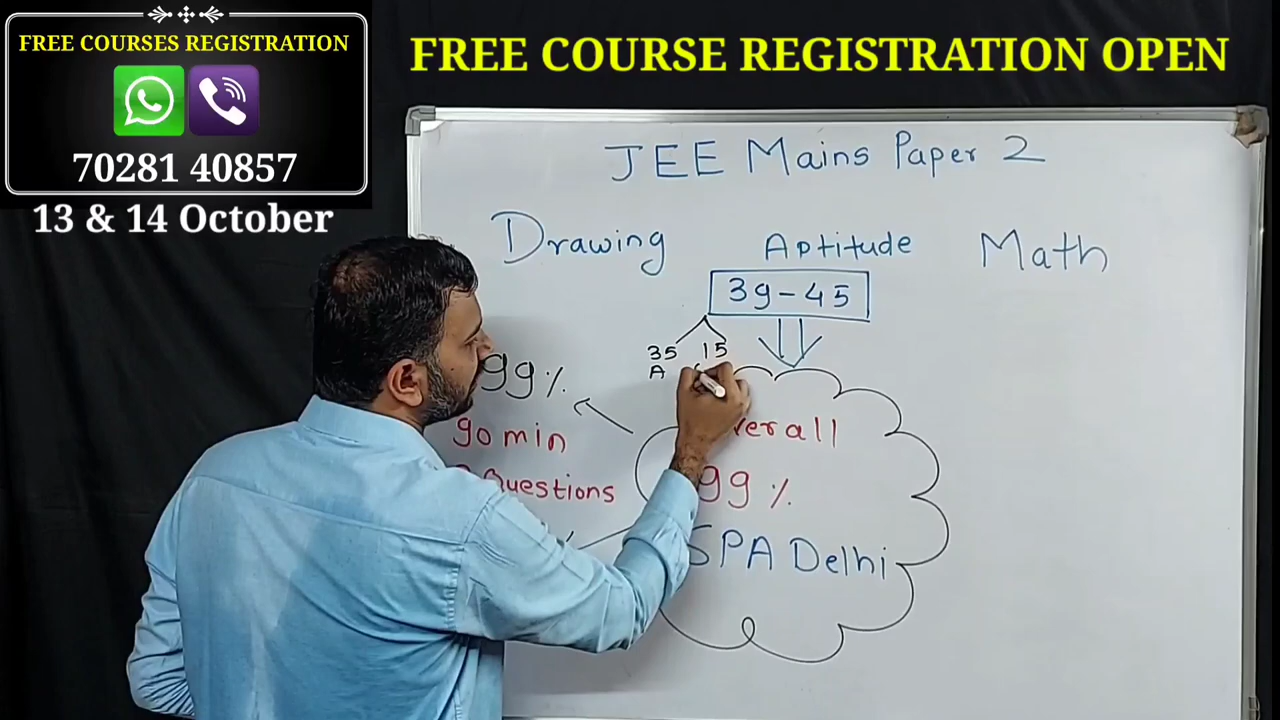 FREE COURSES REGISTRATION
70281 40857
13 & 14 October
FREE COURSE REGISTRATION OPEN
JEE Mains Paper 2
Drawing Aptitude Math
39-45
35 15
A
99%
90 min
Questions
99%
SPA Delhi